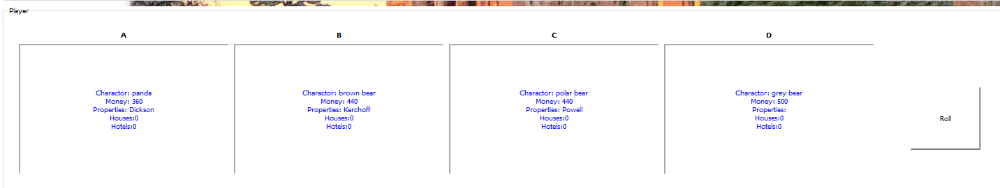 Player
A
B
C
D
Charactor: panda
Money: 360
Properties: Dickson
Houses:0
Hotels:0
Charactor: brown bear
Money: 440
Properties: Kerchoff
Houses:0
Hotels:0
Charactor: polar bear
Money: 440
Properties: Powell
Houses:0
Hotels:0
Charactor: grey bear
Money: 500
Properties:
Houses:0
Hotels:0
Roll